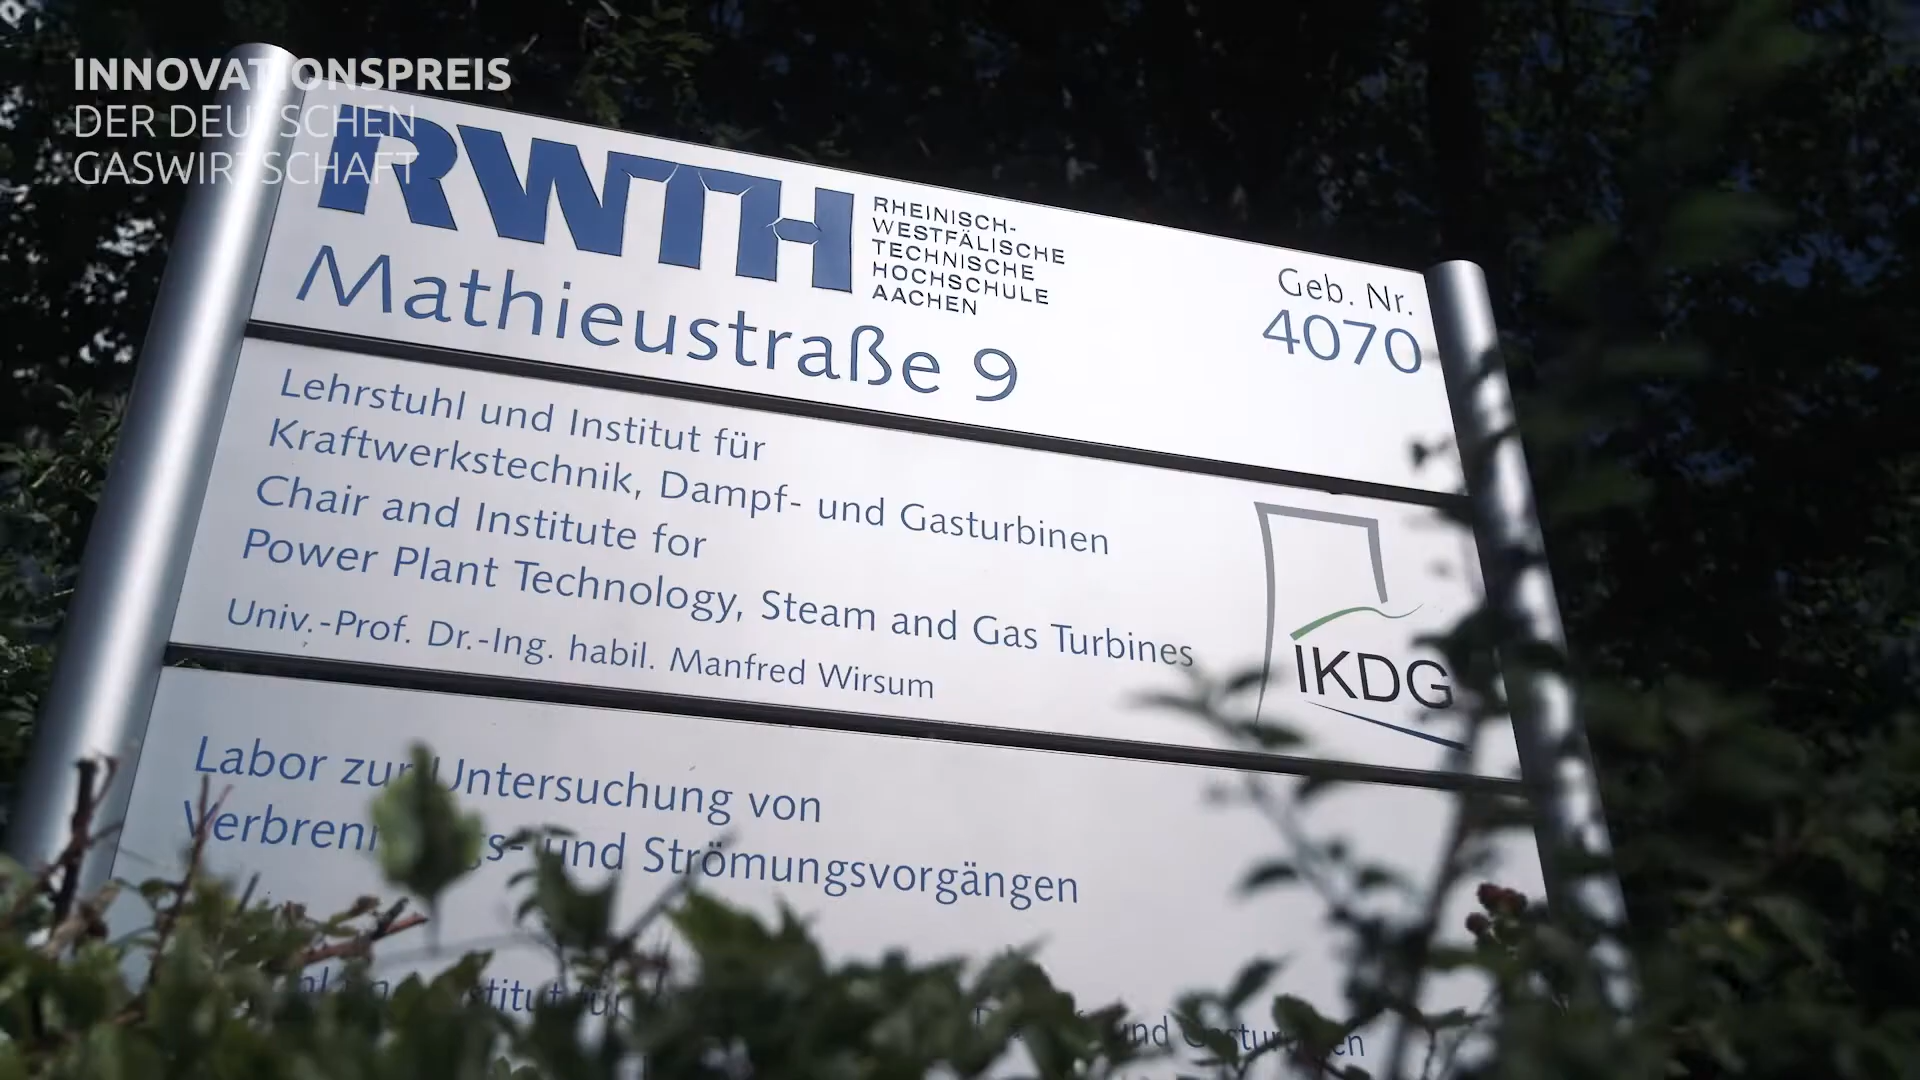 INNOVATIONSPREIS
DER DEUTSCHEN
GASWIRTSCHAFT
RWTH
RHEINISCH-
WESTFÄLISCHE
TECHNISCHE
HOCHSCHULE
AACHEN
Mathieustraße 9
Geb. Nr.
4070
Lehrstuhl und Institut für
Kraftwerkstechnik, Dampf- und Gasturbinen
Chair and Institute for
Power Plant Technology, Steam and Gas Turbines
Univ.-Prof. Dr.-Ing. habil. Manfred Wirsum
IKDG
Labor zur Untersuchung von
Verbrennungs- und Strömungsvorgängen
für
und